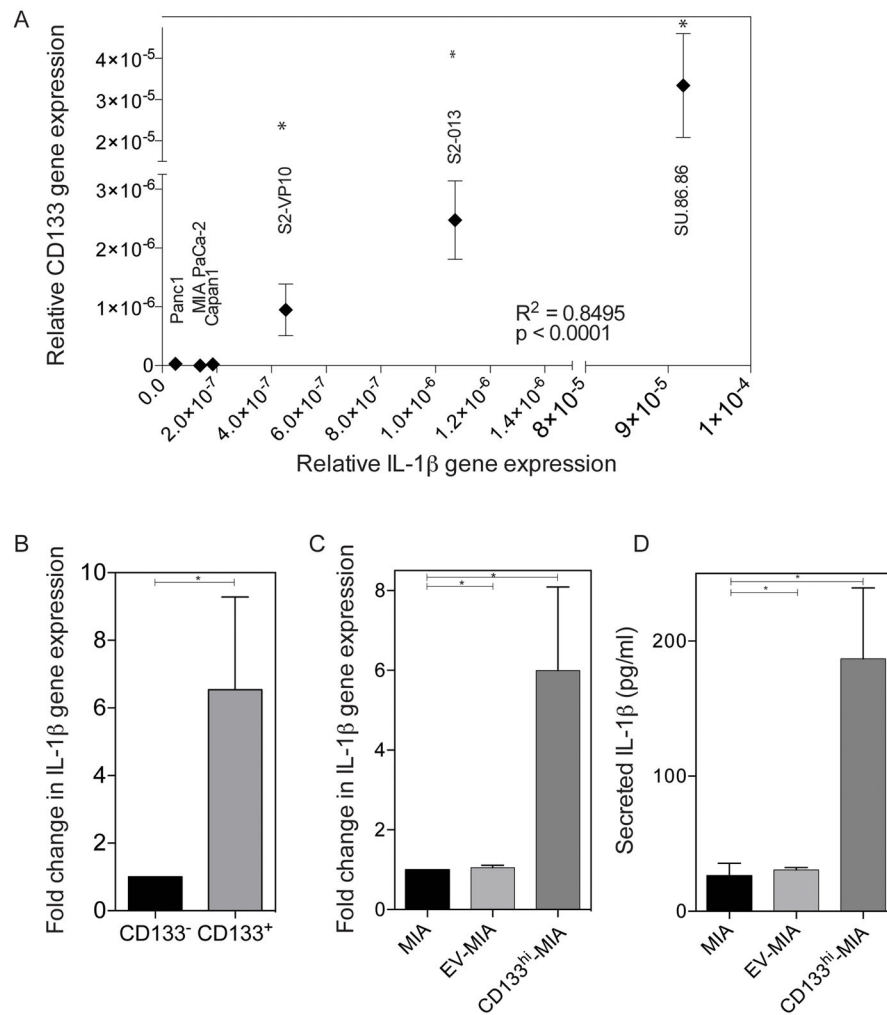 A
Relative CD133 gene expression
4×10⁻⁵
3×10⁻⁵
2×10⁻⁵
3×10⁻⁶
2×10⁻⁶
1×10⁻⁶
0
*
*
*
Panc1
MIA PaCa-2
Capan1
S2-VP10
S2-013
SU.86.86
R² = 0.8495
p < 0.0001
0.0
2.0×10⁻⁷
4.0×10⁻⁷
6.0×10⁻⁷
8.0×10⁻⁷
1.0×10⁻⁶
1.2×10⁻⁶
1.4×10⁻⁶
8×10⁻⁵
9×10⁻⁵
1×10⁻⁴
Relative IL-1β gene expression
B
Fold change in IL-1β gene expression
10
8
6
4
2
0
*
CD133⁻ CD133⁺
C
Fold change in IL-1β gene expression
8
6
4
2
0
*
*
MIA
EV-MIA
CD133ʰⁱ-MIA
D
Secreted IL-1β (pg/ml)
200
100
0
*
*
MIA
EV-MIA
CD133ʰⁱ-MIA